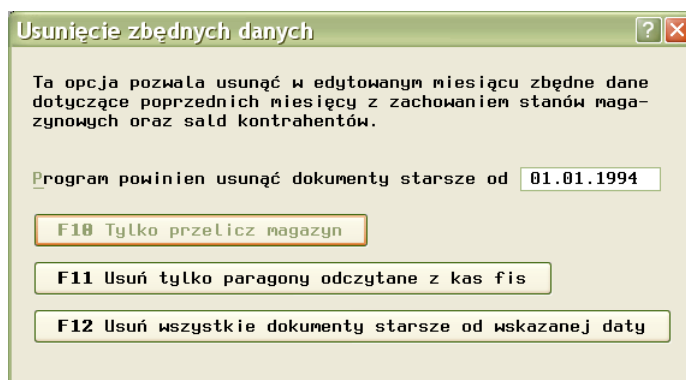 Usunięcie zbędnych danych
Ta opcja pozwala usunąć w edytowanym miesiącu zbędne dane
dotyczące poprzednich miesięcy z zachowaniem stanów maga-
zynowych oraz sald kontrahentów.
Program powinien usunąć dokumenty starsze od 01.01.1994
F10 Tylko przelicz magazyn
F11 Usuń tylko paragony odczytane z kas fis
F12 Usuń wszystkie dokumenty starsze od wskazanej daty